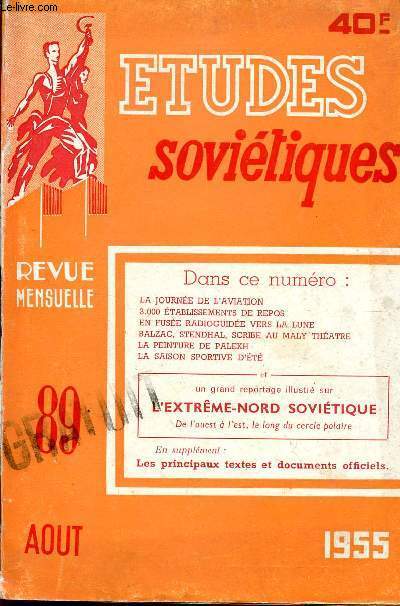 40F
ETUDES
soviétiques
REVUE
MENSUELLE
Dans ce numéro :
LA JOURNÉE DE L'AVIATION
3.000 ÉTABLISSEMENTS DE REPOS
EN FUSÉE RADIOGUIDÉE VERS LA LUNE
BALZAC, STENDHAL, SCRIBE AU MALY THÉATRE
LA PEINTURE DE PALEKH
LA SAISON SPORTIVE D'ÉTÉ
et
un grand reportage illustré sur
L'EXTRÊME-NORD SOVIÉTIQUE
De l'ouest à l'est, le long du cercle polaire
En supplément :
Les principaux textes et documents officiels.
89
GRATUIT
AOUT
1955